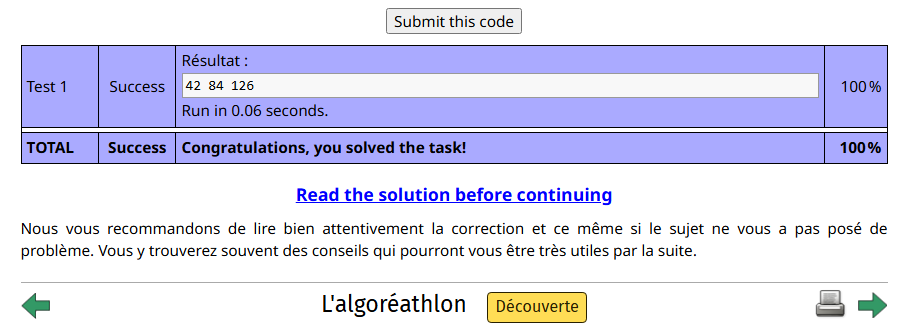 Submit this code
Résultat :
Test 1 Success 42 84 126 100 %
Run in 0.06 seconds.
TOTAL Success Congratulations, you solved the task! 100 %
Read the solution before continuing
Nous vous recommandons de lire bien attentivement la correction et ce même si le sujet ne vous a pas posé de
problème. Vous y trouverez souvent des conseils qui pourront vous être très utiles par la suite.
L'algoréathlon Découverte